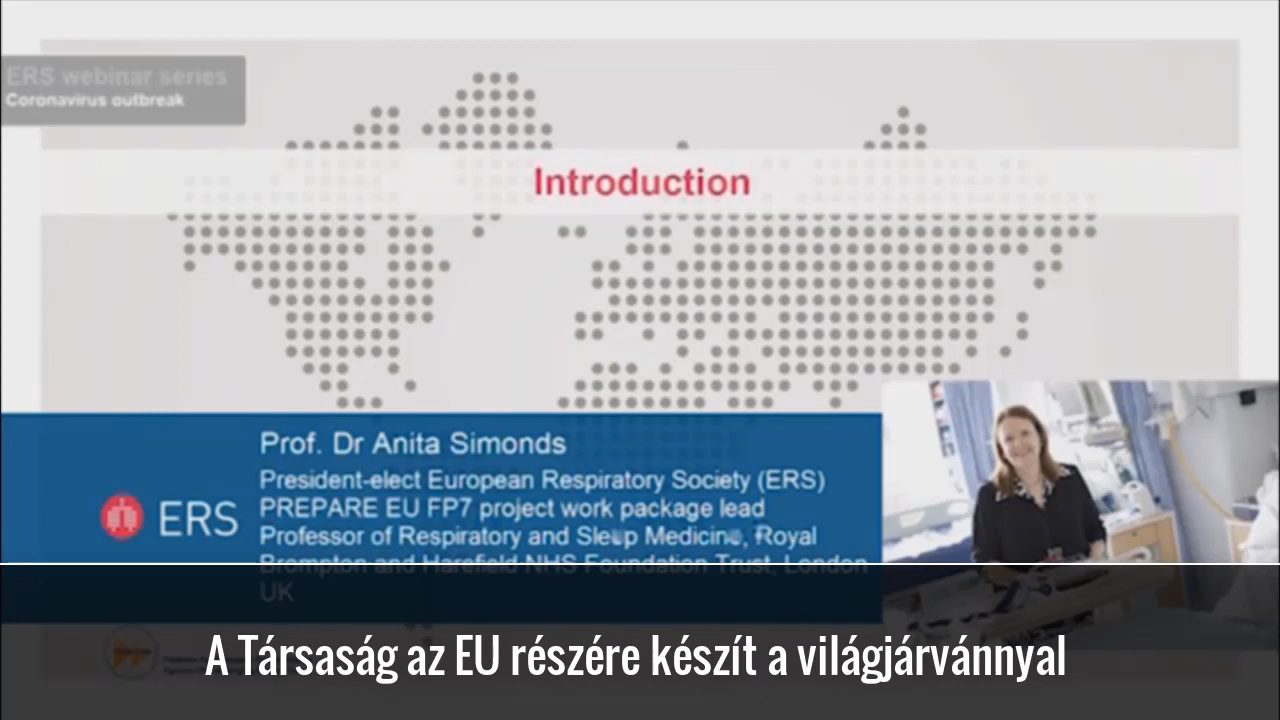 ERS webinar series
Coronavirus outbreak
Introduction
Prof. Dr Anita Simonds
President-elect European Respiratory Society (ERS)
PREPARE EU FP7 project work package lead
Professor of Respiratory and Sleep Medicine, Royal
Brompton and Harefield NHS Foundation Trust, London
UK
ERS
A Társaság az EU részére készít a világjárvánnyal